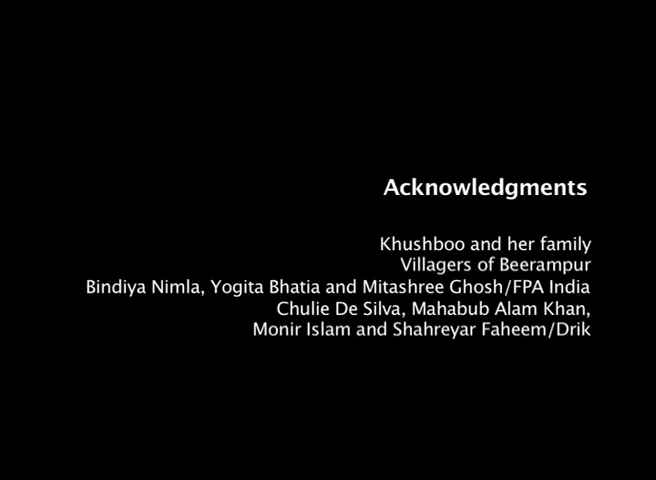 Acknowledgments
Khushboo and her family
Villagers of Beerampur
Bindiya Nimla, Yogita Bhatia and Mitashree Ghosh/FPA India
Chulie De Silva, Mahabub Alam Khan,
Monir Islam and Shahreyar Faheem/Drik